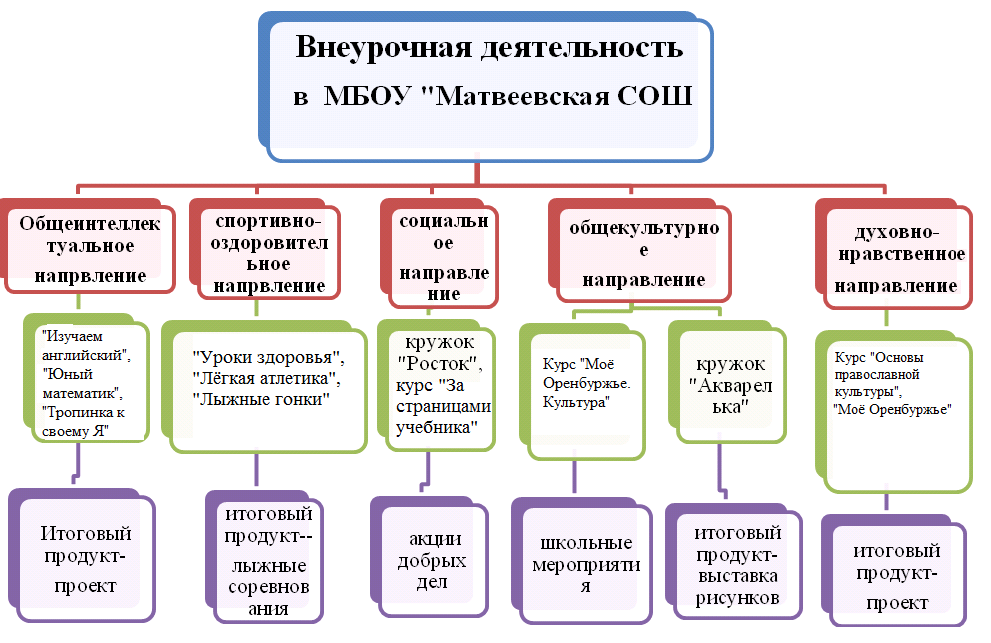 Внеурочная деятельность
в МБОУ "Матвеевская СОШ
Общеинтеллек
туальное
напрвление
спортивно-
оздоровител
ьное
напрвление
социальн
ое
направле
ние
общекультурно
е
направление
духовно-
нравственное
направление
"Изучаем
английский",
"Юный
математик",
"Тропинка к
своему Я"
"Уроки здоровья",
"Лёгкая атлетика",
"Лыжные гонки"
кружок
"Росток",
курс "За
страницами
учебника"
Курс "Моё
Оренбуржье.
Культура"
кружок
"Акварел
ька"
Курс "Основы
православной
культуры",
"Моё Оренбуржье"
Итоговый
продукт-
проект
итоговый
продукт--
лыжные
соревнов
ания
акции
добрых
дел
школьные
мероприяти
я
итоговый
продукт-
выставка
рисунков
итоговый
продукт-
проект